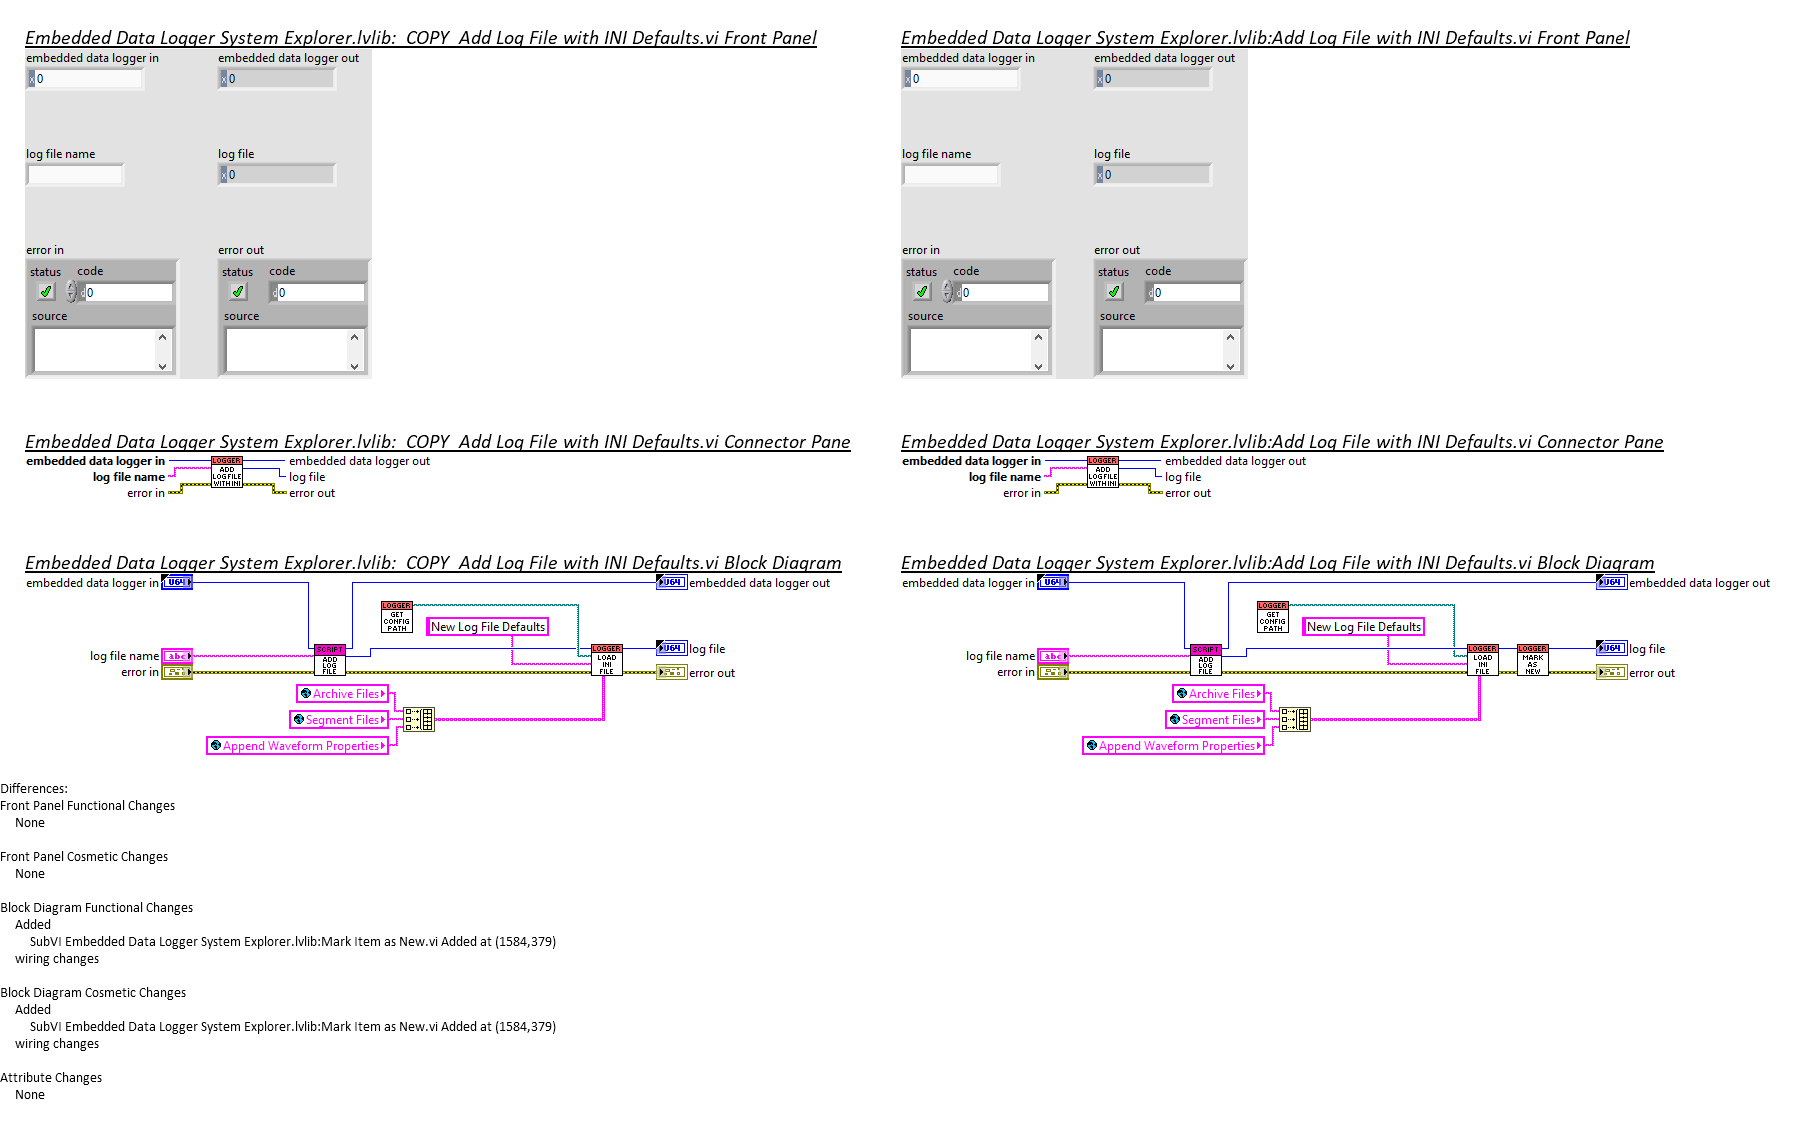 Embedded Data Logger System Explorer.lvlib:  COPY  Add Log File with INI Defaults.vi Front Panel
embedded data logger in
embedded data logger out
x 0
x 0
log file name
log file
x 0
error in
error out
status
code
status
code
d 0
d 0
source
source
Embedded Data Logger System Explorer.lvlib:Add Log File with INI Defaults.vi Front Panel
embedded data logger in
embedded data logger out
x 0
x 0
log file name
log file
x 0
error in
error out
status
code
status
code
d 0
d 0
source
source
Embedded Data Logger System Explorer.lvlib:  COPY  Add Log File with INI Defaults.vi Connector Pane
embedded data logger in
log file name
error in
LOGGER
ADD
LOG FILE
WITH INI
embedded data logger out
log file
error out
Embedded Data Logger System Explorer.lvlib:Add Log File with INI Defaults.vi Connector Pane
embedded data logger in
log file name
error in
LOGGER
ADD
LOG FILE
WITH INI
embedded data logger out
log file
error out
Embedded Data Logger System Explorer.lvlib:  COPY  Add Log File with INI Defaults.vi Block Diagram
embedded data logger in
U64
U64
embedded data logger out
LOGGER
GET
CONFIG
PATH
New Log File Defaults
log file name
abc
error in
SCRIPT
ADD
LOG
FILE
LOGGER
LOAD
INI
FILE
U64
log file
error out
Archive Files
Segment Files
Append Waveform Properties
Embedded Data Logger System Explorer.lvlib:Add Log File with INI Defaults.vi Block Diagram
embedded data logger in
U64
U64
embedded data logger out
LOGGER
GET
CONFIG
PATH
New Log File Defaults
log file name
abc
error in
SCRIPT
ADD
LOG
FILE
LOGGER
LOAD
INI
FILE
LOGGER
MARK
AS
NEW
U64
log file
error out
Archive Files
Segment Files
Append Waveform Properties
Differences:
Front Panel Functional Changes
None
Front Panel Cosmetic Changes
None
Block Diagram Functional Changes
Added
SubVI Embedded Data Logger System Explorer.lvlib:Mark Item as New.vi Added at (1584,379)
wiring changes
Block Diagram Cosmetic Changes
Added
SubVI Embedded Data Logger System Explorer.lvlib:Mark Item as New.vi Added at (1584,379)
wiring changes
Attribute Changes
None